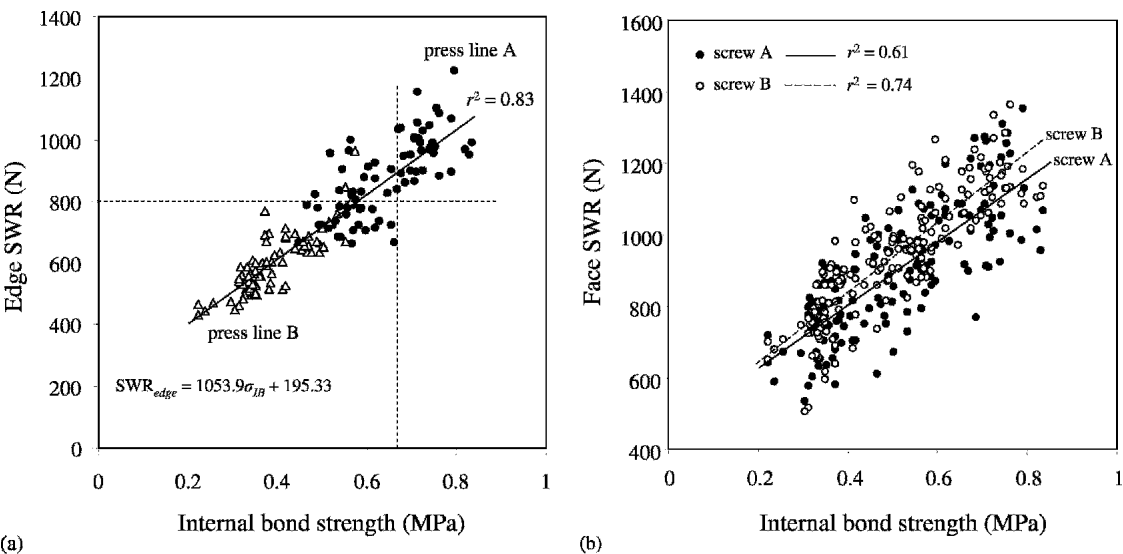 1400
1200
1000
800
600
400
200
0
0
0.2
0.4
0.6
0.8
1
Edge SWR (N)
Internal bond strength (MPa)
press line A
r² = 0.83
press line B
SWR_edge = 1053.9σ_IB + 195.33
(a)
1600
1400
1200
1000
800
600
400
0
0.2
0.4
0.6
0.8
1
Face SWR (N)
Internal bond strength (MPa)
screw A r² = 0.61
screw B r² = 0.74
screw B
screw A
(b)